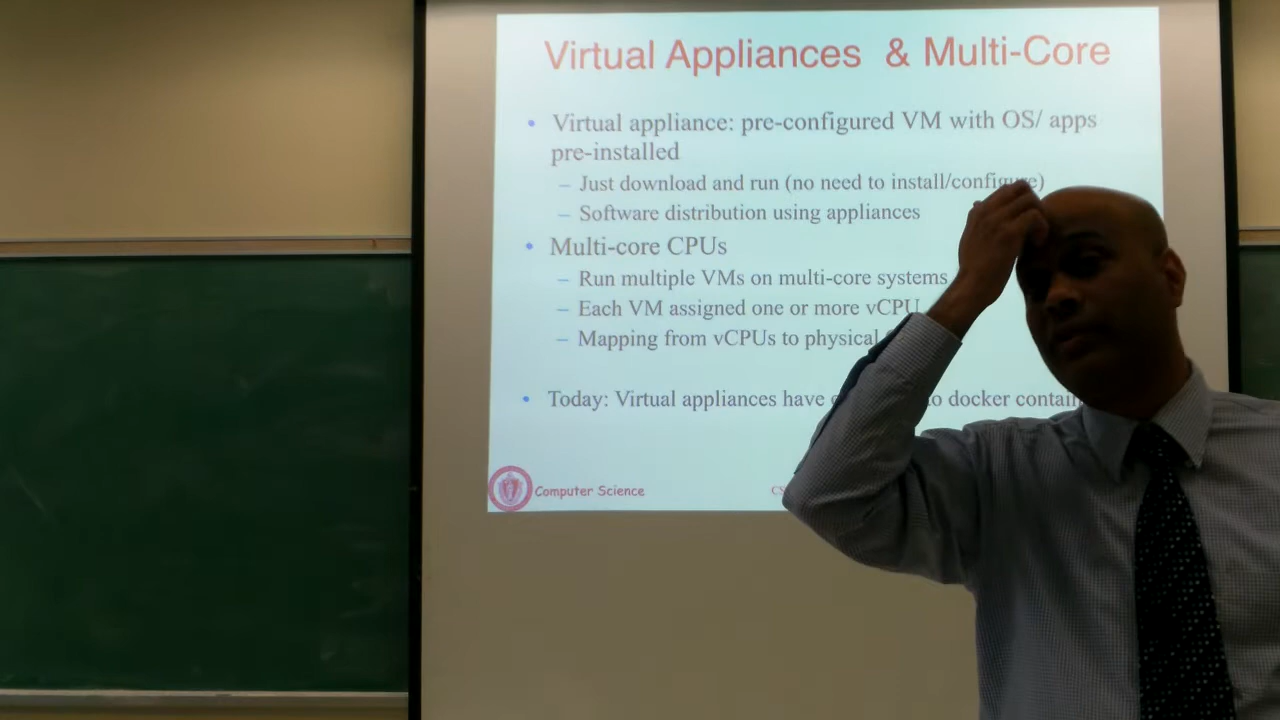 Virtual Appliances & Multi-Core
• Virtual appliance: pre-configured VM with OS/ apps
pre-installed
– Just download and run (no need to install/configure)
– Software distribution using appliances
• Multi-core CPUs
– Run multiple VMs on multi-core systems
– Each VM assigned one or more vCPU
– Mapping from vCPUs to physical
• Today: Virtual appliances have docker
Computer Science